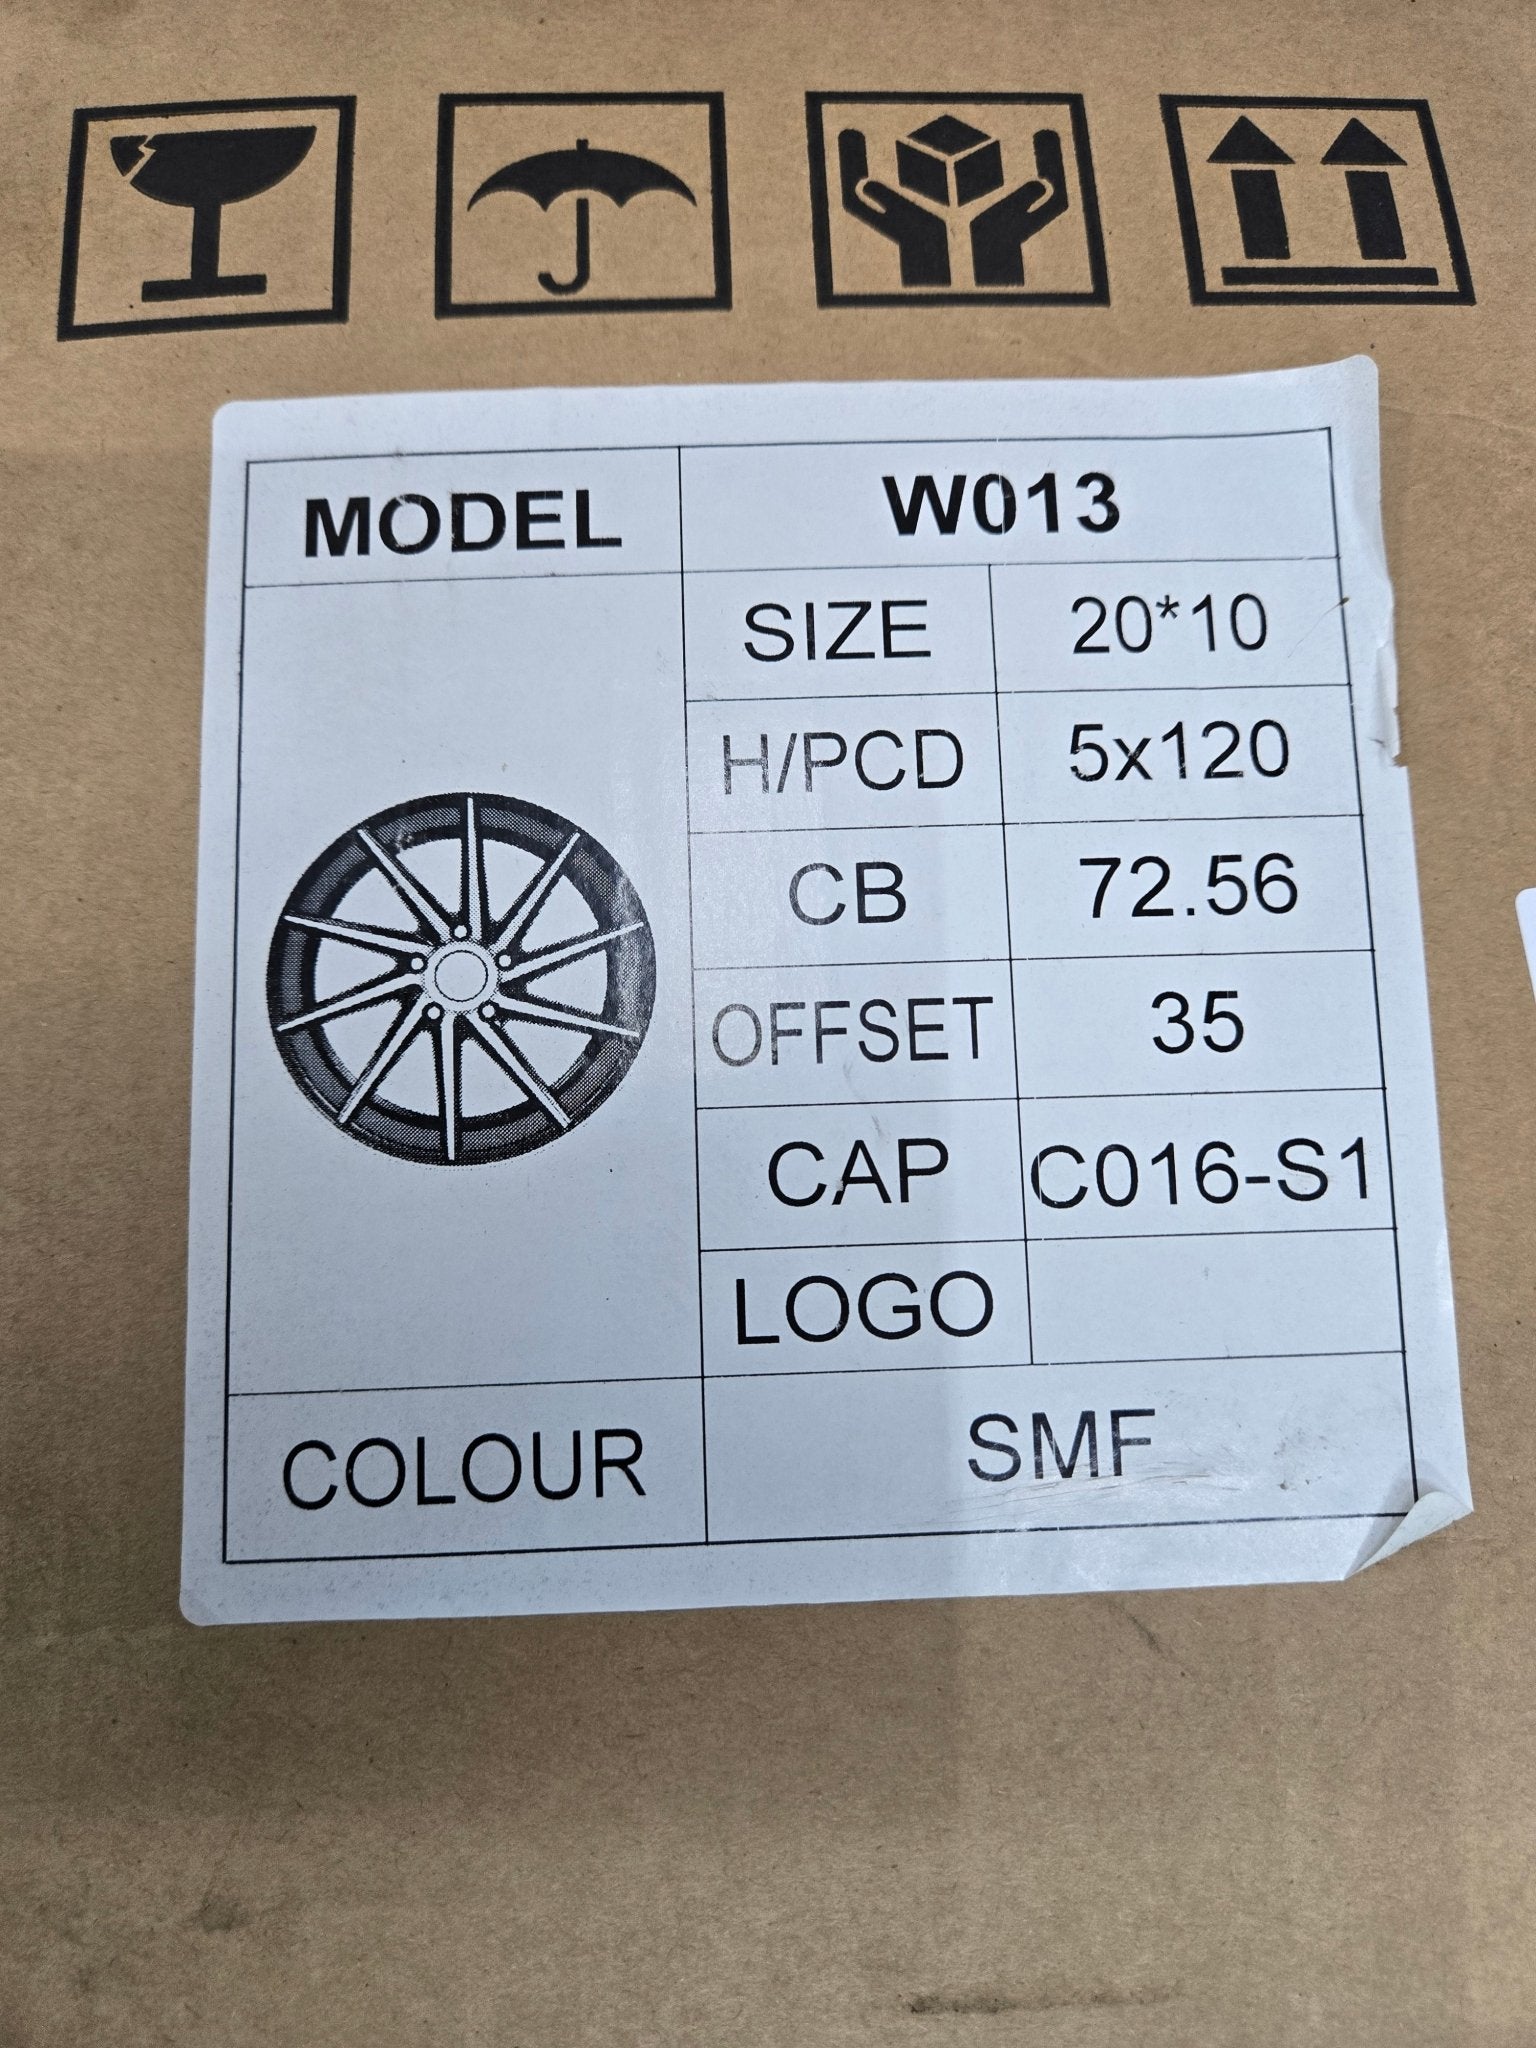 MODEL W013
SIZE 20*10
H/PCD 5x120
CB 72.56
OFFSET 35
CAP C016-S1
LOGO
COLOUR SMF